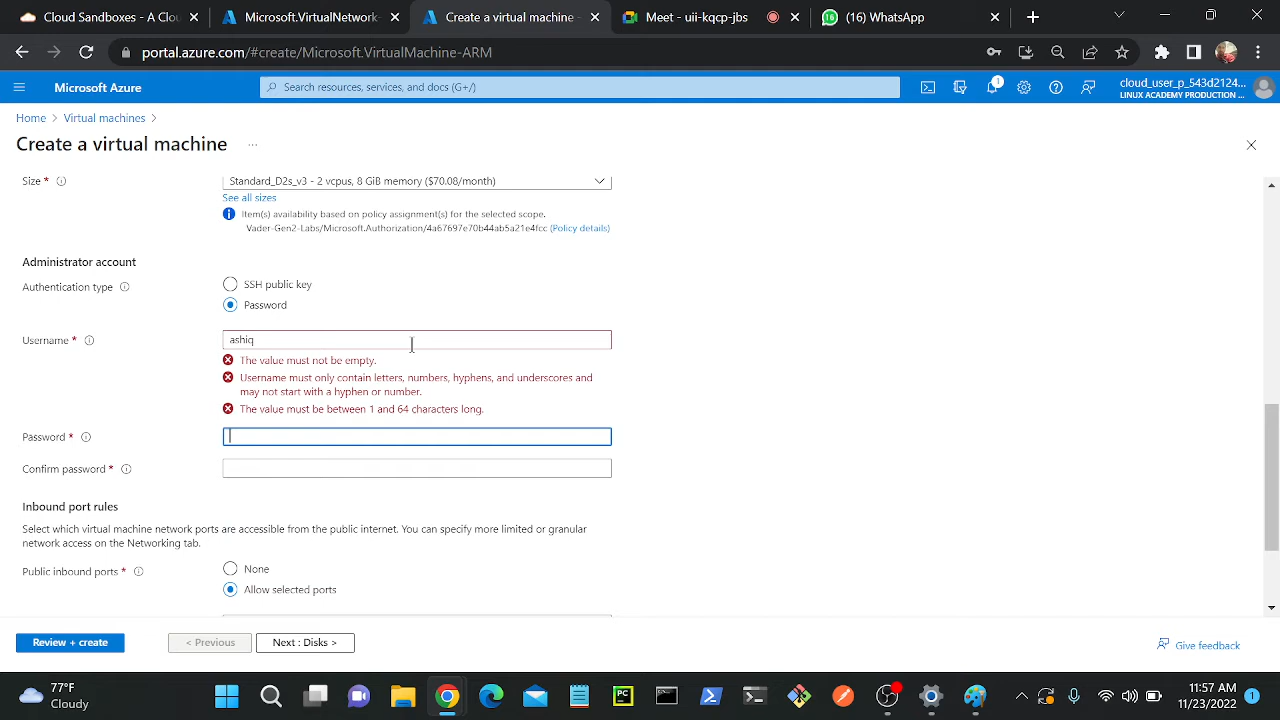 Cloud Sandboxes - A Clou
Microsoft.VirtualNetwork
Create a virtual machine -
Meet - uii-kqcp-jbs
(16) WhatsApp
portal.azure.com/#create/Microsoft.VirtualMachine-ARM
Microsoft Azure
Search resources, services, and docs (G+/)
1
cloud_user_p_543d2124...
LINUX ACADEMY PRODUCTION ...
Home > Virtual machines >
Create a virtual machine ...
Size *
Standard_D2s_v3 - 2 vcpus, 8 GiB memory ($70.08/month)
See all sizes
Item(s) availability based on policy assignment(s) for the selected scope.
Vader-Gen2-Labs/Microsoft.Authorization/4a67697e70b44ab5a21e4fcc (Policy details)
Administrator account
Authentication type
SSH public key
Password
Username *
ashiq
The value must not be empty.
Username must only contain letters, numbers, hyphens, and underscores and
may not start with a hyphen or number.
The value must be between 1 and 64 characters long.
Password *
Confirm password *
Inbound port rules
Select which virtual machine network ports are accessible from the public internet. You can specify more limited or granular
network access on the Networking tab.
Public inbound ports *
None
Allow selected ports
Review + create
< Previous
Next : Disks >
Give feedback
77°F
Cloudy
PC
11:57 AM
11/23/2022
1